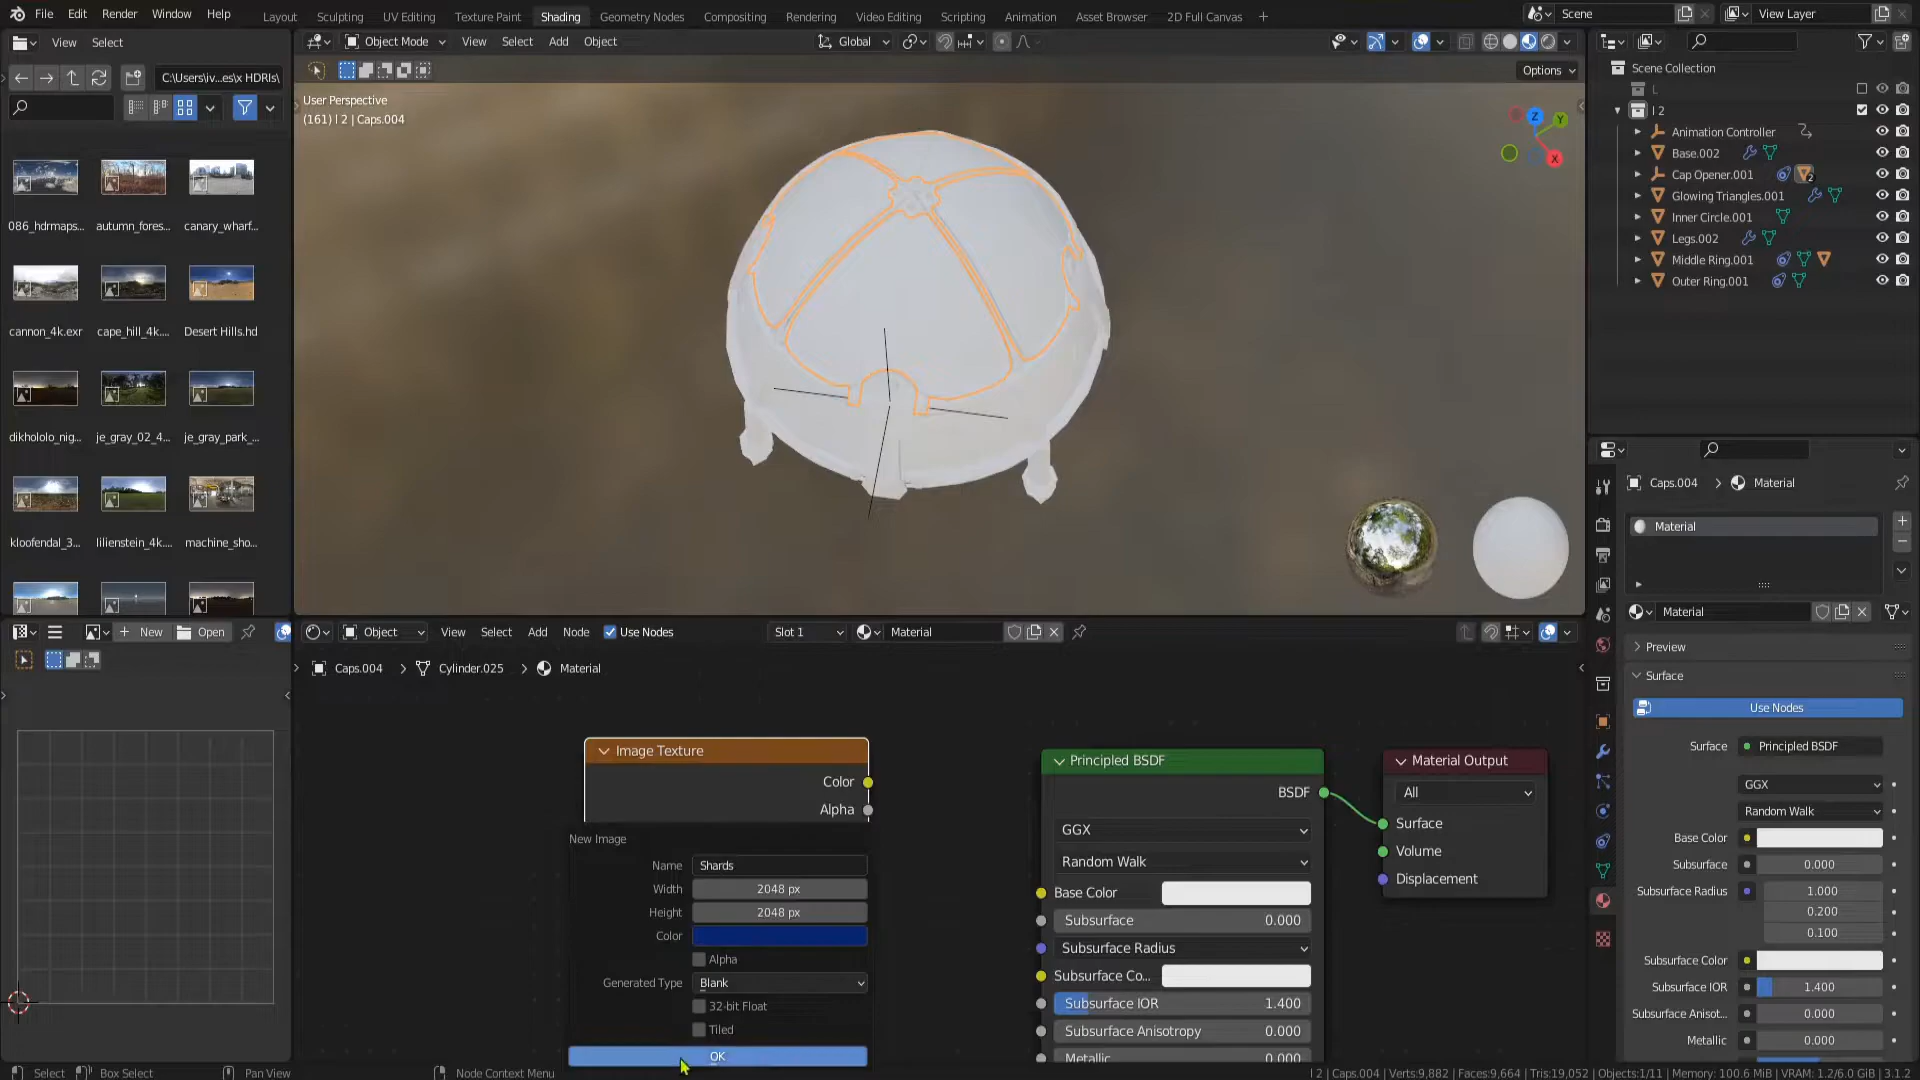 File Edit Render Window Help
Layout Sculpting UV Editing Texture Paint Shading Geometry Nodes Compositing Rendering Video Editing Scripting Animation Asset Browser 2D Full Canvas
Scene
View Layer
View Select
Object Mode View Select Add Object
Global
C:\Users\iv...es\x HDRIs\
Options
User Perspective
(161) l 2 | Caps.004
Z
Y
X
086_hdrmaps... autumn_fores... canary_wharf...
cannon_4k.exr cape_hill_4k.... Desert Hills.hd
dikhololo_nig... je_gray_02_4... je_gray_park_...
kloofendal_3... lilienstein_4k.... machine_sho...
Scene Collection
L
l 2
Animation Controller
Base.002
Cap Opener.001
2
Glowing Triangles.001
Inner Circle.001
Legs.002
Middle Ring.001
Outer Ring.001
Caps.004 > Material
Material
Material
Preview
Surface
Use Nodes
Surface Principled BSDF
GGX
Random Walk
Base Color
Subsurface 0.000
Subsurface Radius 1.000
0.200
0.100
Subsurface Color
Subsurface IOR 1.400
Subsurface Anisot... 0.000
Metallic 0.000
New Open
Object View Select Add Node Use Nodes Slot 1 Material
Caps.004 > Cylinder.025 > Material
Image Texture
Color
Alpha
New Image
Name Shards
Width 2048 px
Height 2048 px
Color
Alpha
Generated Type Blank
32-bit Float
Tiled
OK
Principled BSDF
BSDF
GGX
Random Walk
Base Color
Subsurface 0.000
Subsurface Radius
Subsurface Co...
Subsurface IOR 1.400
Subsurface Anisotropy 0.000
Metallic 0.000
Material Output
All
Surface
Volume
Displacement
Select Box Select Pan View Node Context Menu
l 2 | Caps.004 | Verts:9,882 | Faces:9,664 | Tris:19,052 | Objects:1/11 | Memory: 100.6 MiB | VRAM: 1.2/6.0 GiB | 3.1.2